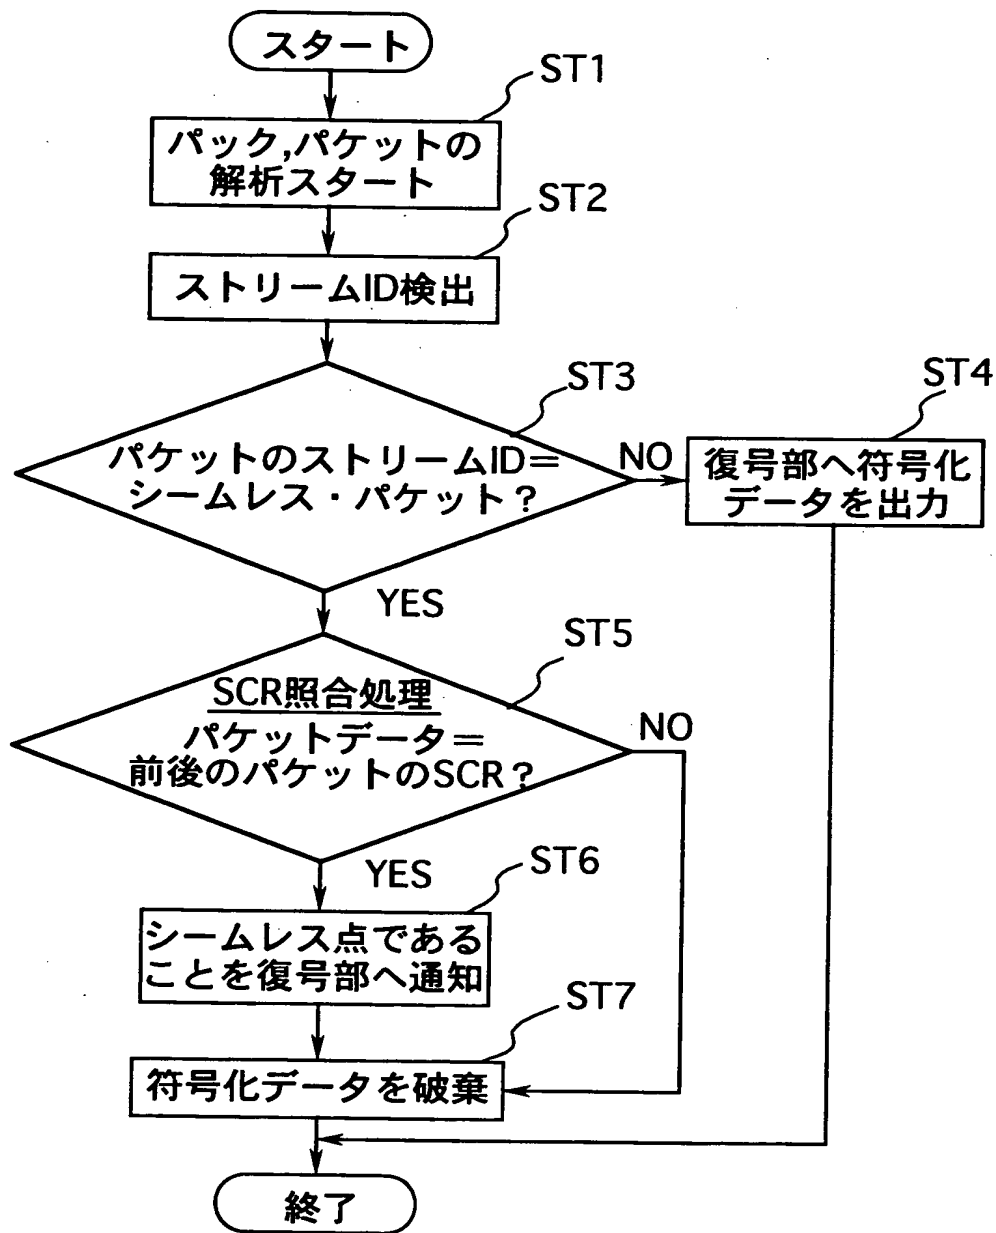 スタート
ST1
パック,パケットの
解析スタート
ST2
ストリームID検出
ST3
パケットのストリームID=
シームレス・パケット?
NO
ST4
復号部へ符号化
データを出力
YES
ST5
SCR照合処理
パケットデータ=
前後のパケットのSCR?
NO
YES
ST6
シームレス点である
ことを復号部へ通知
ST7
符号化データを破棄
終了